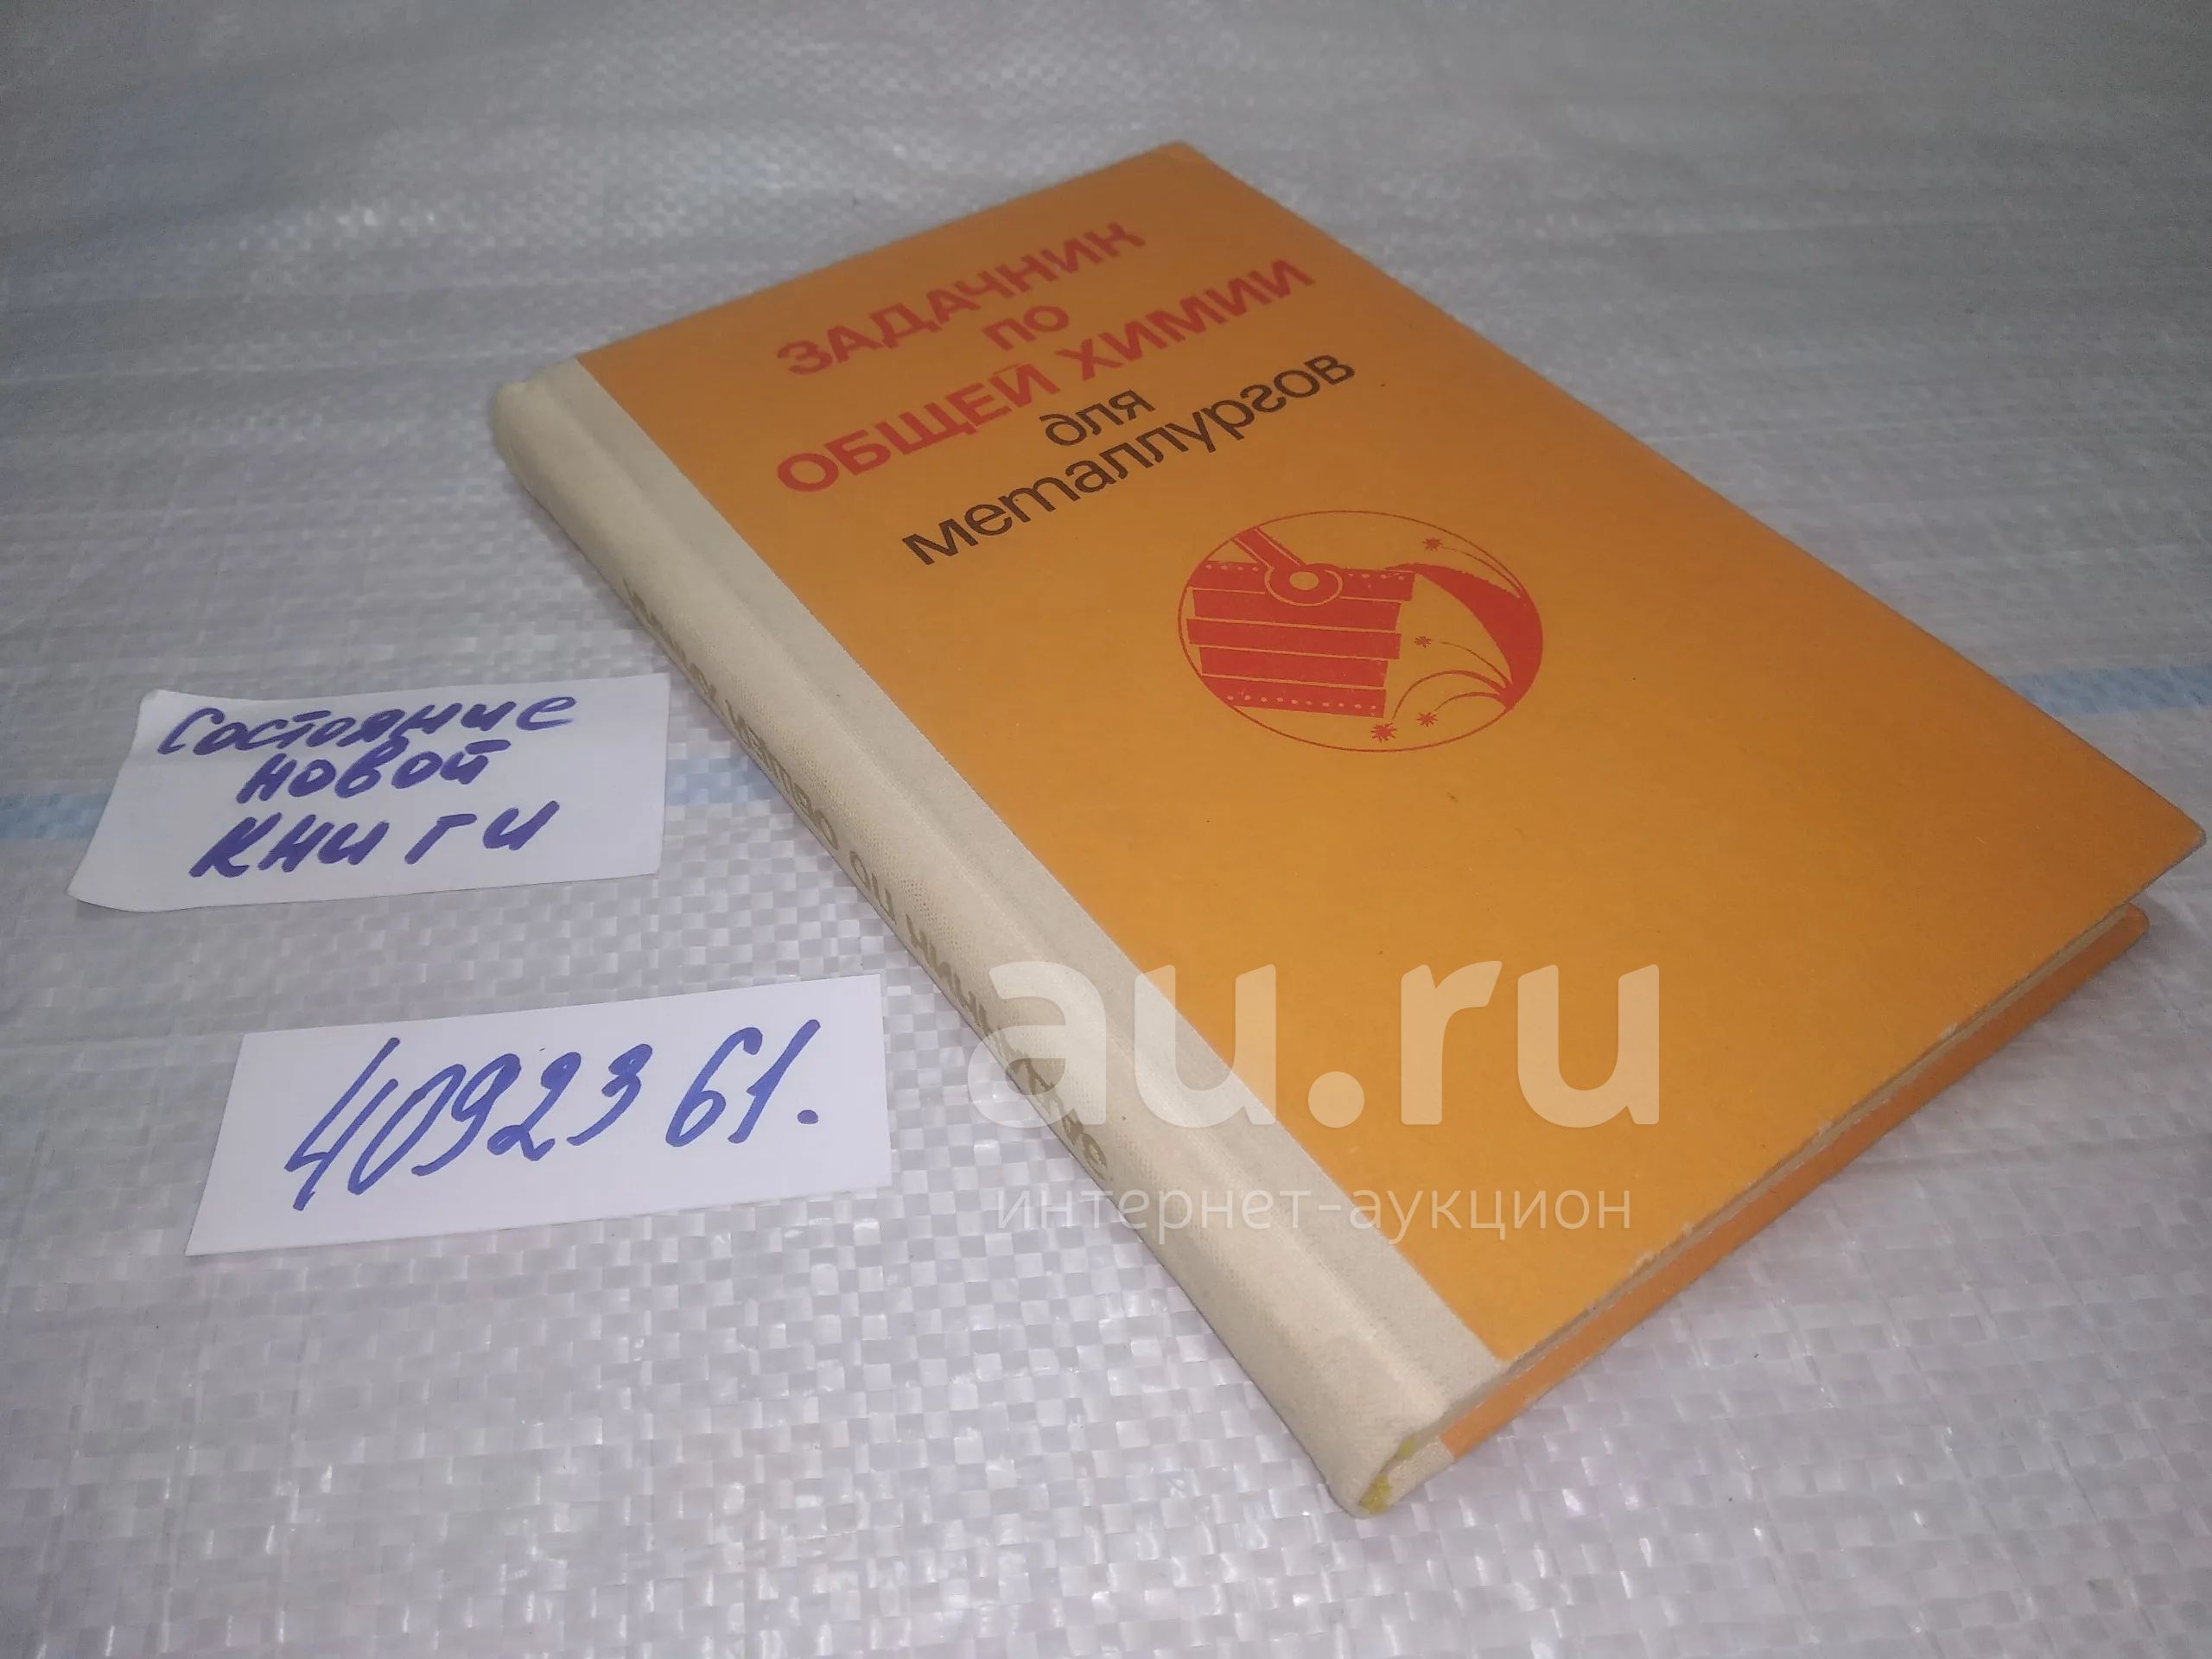 ЗАДАЧНИК
ПО
ОБЩЕЙ ХИМИИ
для
металлургов
Состояние
новой
книги
4092361.
au.ru
интернет-аукцион